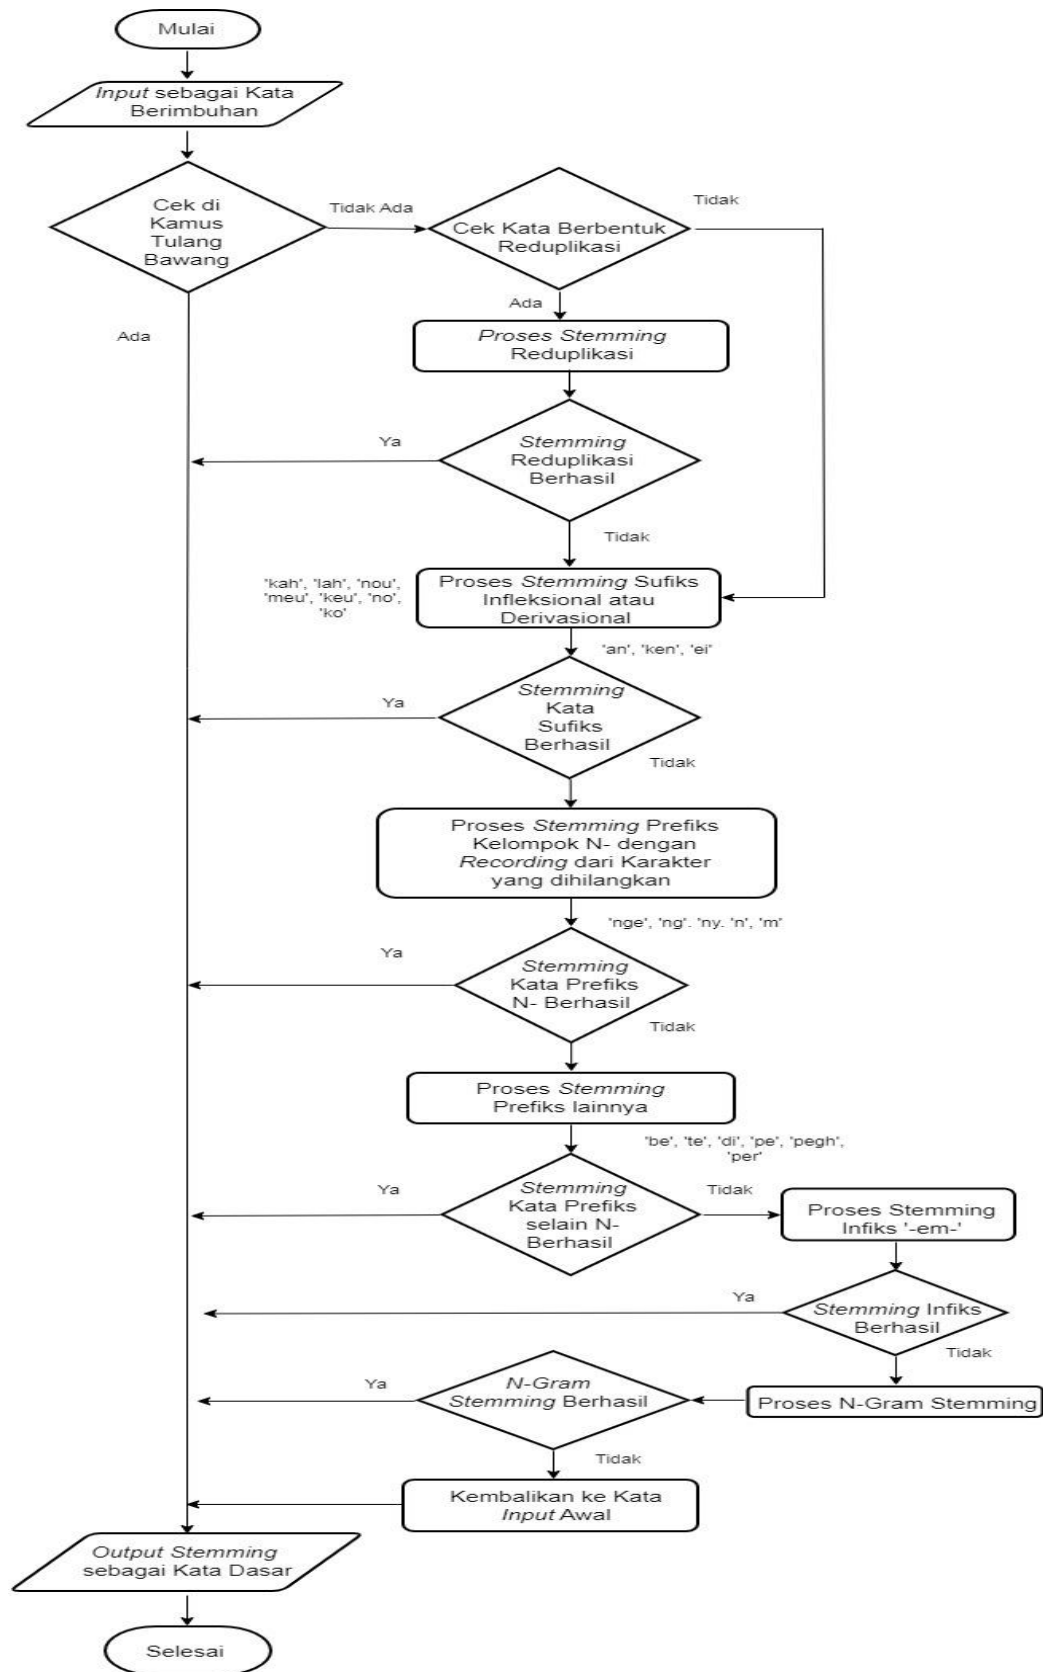 Mulai
Input sebagai Kata
Berimbuhan
Cek di
Kamus
Tulang
Bawang
Tidak Ada
Cek Kata Berbentuk
Reduplikasi
Tidak
Ada
Ada
Proses Stemming
Reduplikasi
Stemming
Reduplikasi
Berhasil
Ya
Tidak
'kah', 'lah', 'nou',
'meu', 'keu', 'no',
'ko'
Proses Stemming Sufiks
Infleksional atau
Derivasional
'an', 'ken', 'ei'
Stemming
Kata
Sufiks
Berhasil
Ya
Tidak
Proses Stemming Prefiks
Kelompok N- dengan
Recording dari Karakter
yang dihilangkan
'nge', 'ng'. 'ny. 'n', 'm'
Stemming
Kata Prefiks
N- Berhasil
Ya
Tidak
Proses Stemming
Prefiks lainnya
'be', 'te', 'di', 'pe', 'pegh',
'per'
Stemming
Kata Prefiks
selain N-
Berhasil
Ya
Tidak
Proses Stemming
Infiks '-em-'
Stemming Infiks
Berhasil
Ya
Tidak
Proses N-Gram Stemming
N-Gram
Stemming Berhasil
Ya
Tidak
Kembalikan ke Kata
Input Awal
Output Stemming
sebagai Kata Dasar
Selesai